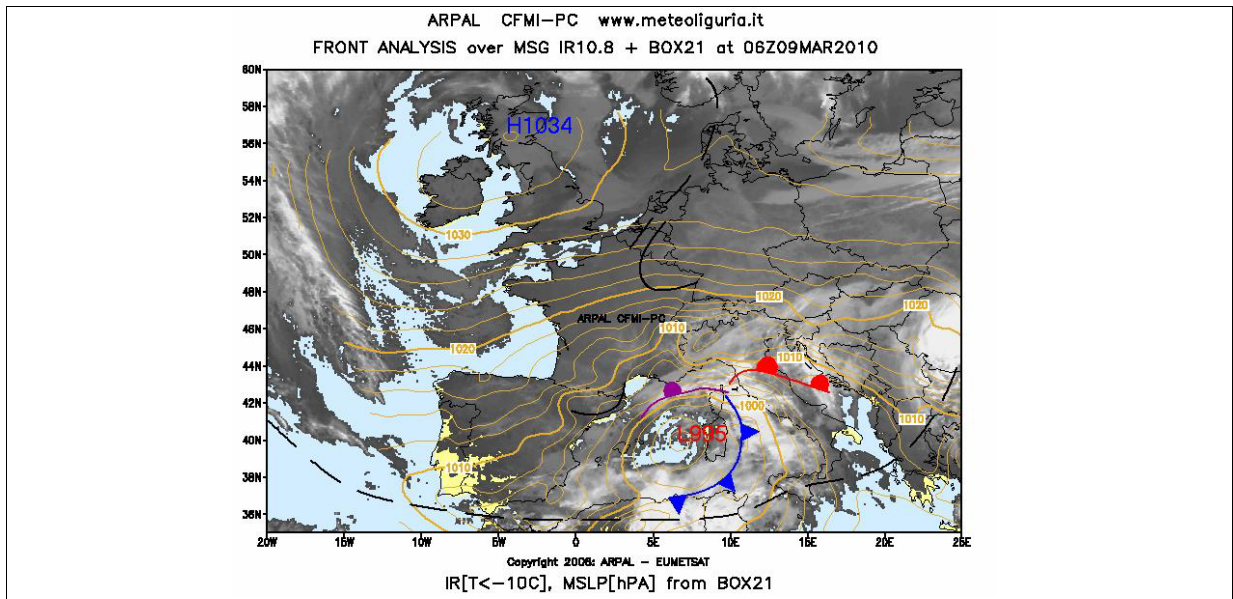 ARPAL CFMI-PC www.meteoliguria.it
FRONT ANALYSIS over MSG IR10.8 + BOX21 at 06Z09MAR2010
60N
58N
H1034
56N
54N
52N
1030
50N
48N
1020
1020
ARPAL CFMI-PC
1010
46N
1020
44N
1010
42N
1000
1010
40N
L995
38N
1010
36N
20W 15W 10W 5W 0 5E 10E 15E 20E 25E
Copyright 2008: ARPAL - EUMETSAT
IR[T<-10C], MSLP[hPA] from BOX21